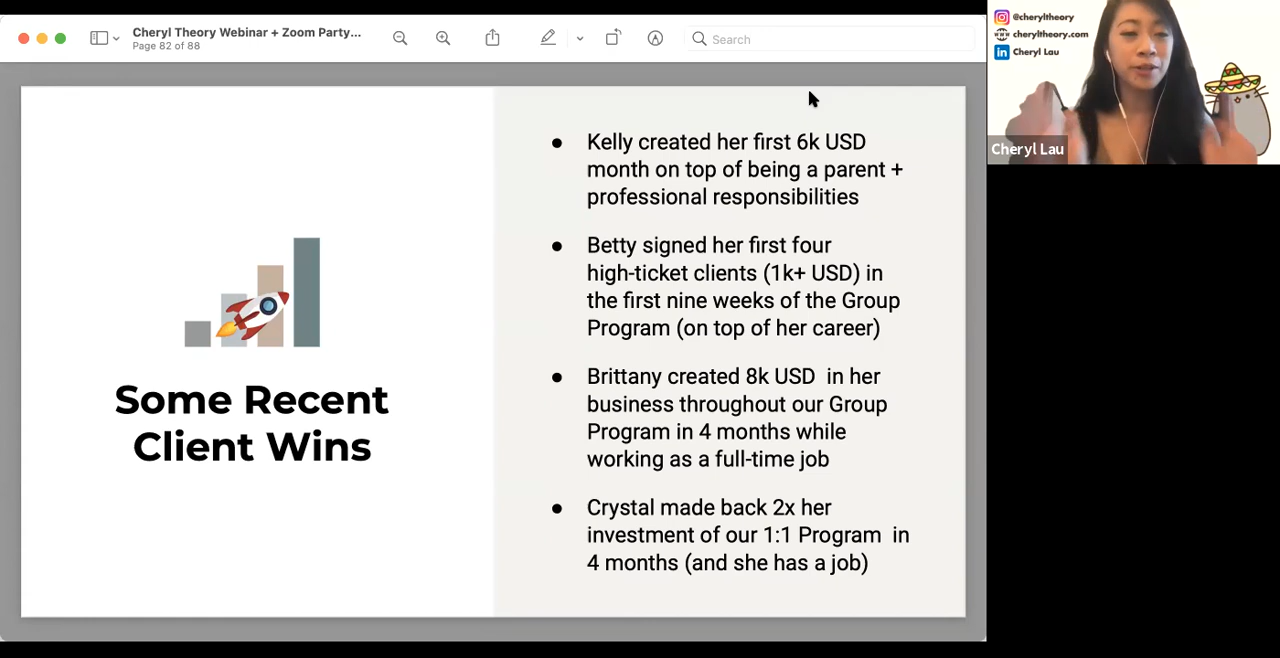 Cheryl Theory Webinar + Zoom Party...
Page 82 of 88
Search
@cheryltheory
cheryltheory.com
Cheryl Lau
Cheryl Lau
Some Recent
Client Wins
● Kelly created her first 6k USD
month on top of being a parent +
professional responsibilities
● Betty signed her first four
high-ticket clients (1k+ USD) in
the first nine weeks of the Group
Program (on top of her career)
● Brittany created 8k USD  in her
business throughout our Group
Program in 4 months while
working as a full-time job
● Crystal made back 2x her
investment of our 1:1 Program  in
4 months (and she has a job)